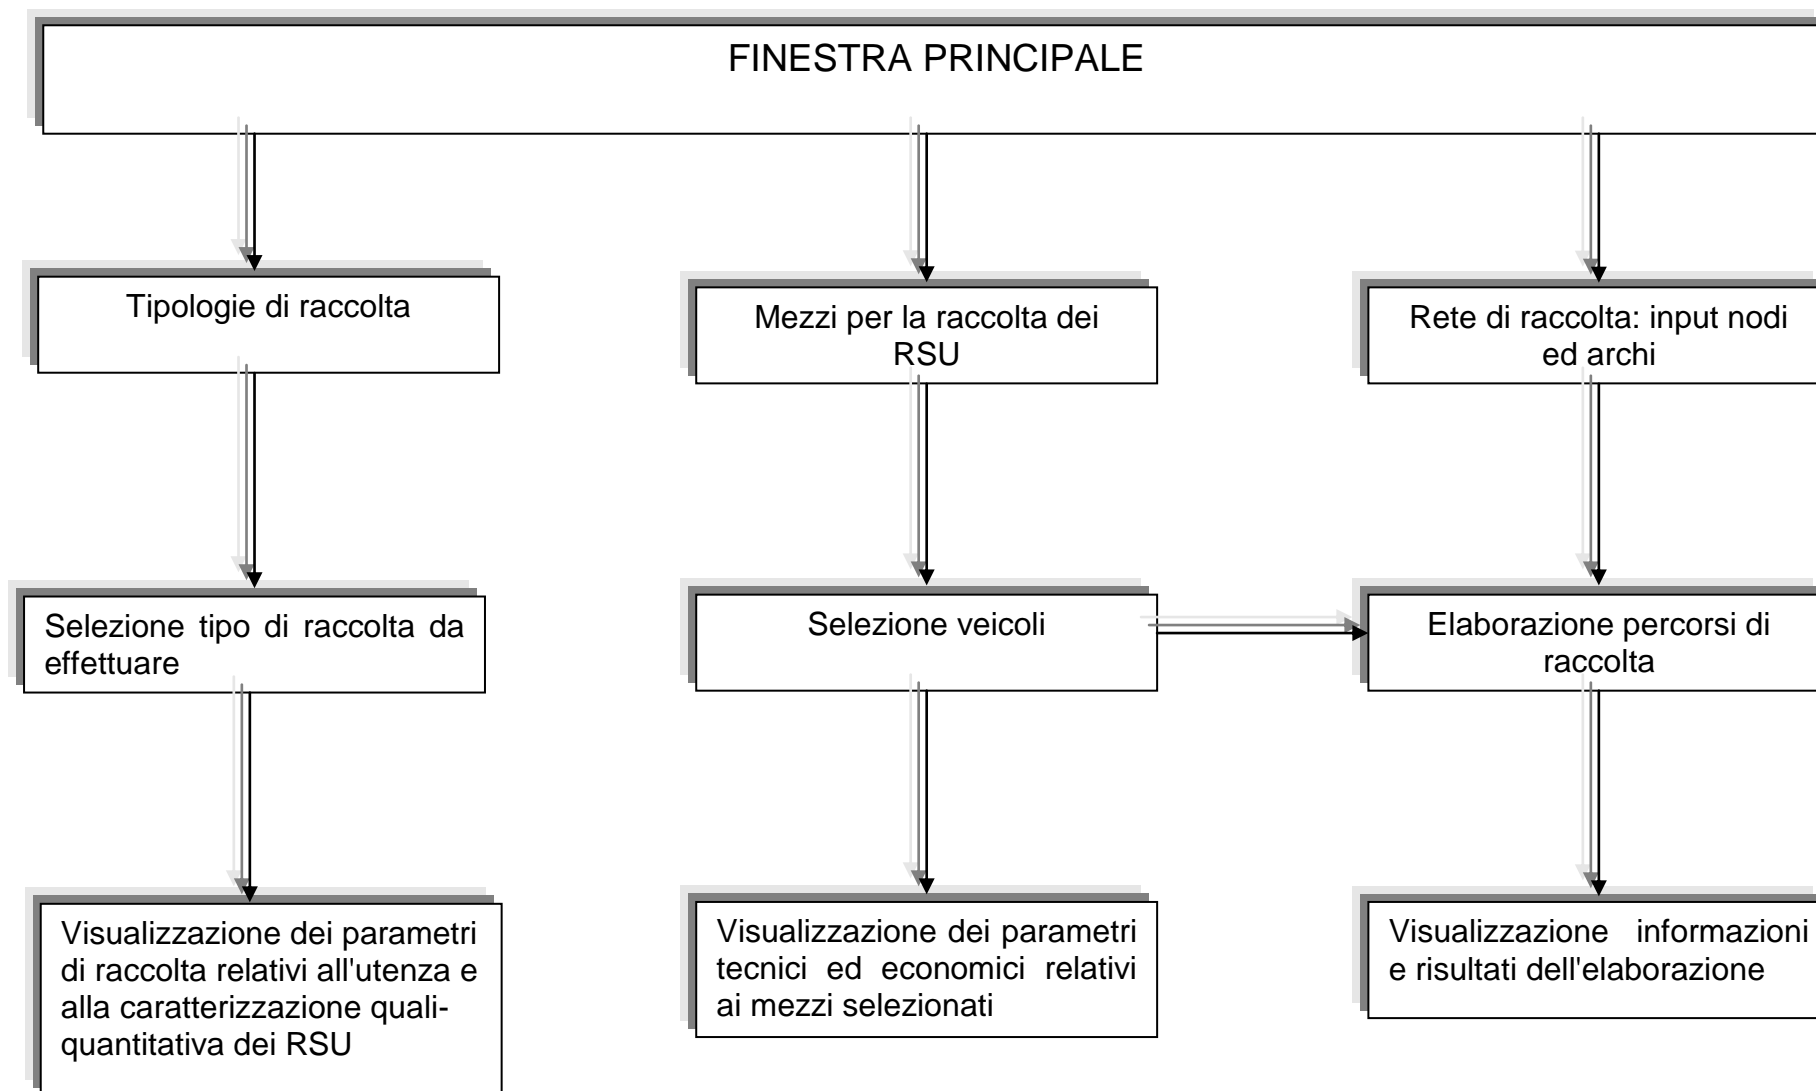 FINESTRA PRINCIPALE
Tipologie di raccolta
Mezzi per la raccolta dei
RSU
Rete di raccolta: input nodi
ed archi
Selezione tipo di raccolta da
effettuare
Selezione veicoli
Elaborazione percorsi di
raccolta
Visualizzazione dei parametri
di raccolta relativi all'utenza e
alla caratterizzazione quali-
quantitativa dei RSU
Visualizzazione dei parametri
tecnici ed economici relativi
ai mezzi selezionati
Visualizzazione informazioni
e risultati dell'elaborazione